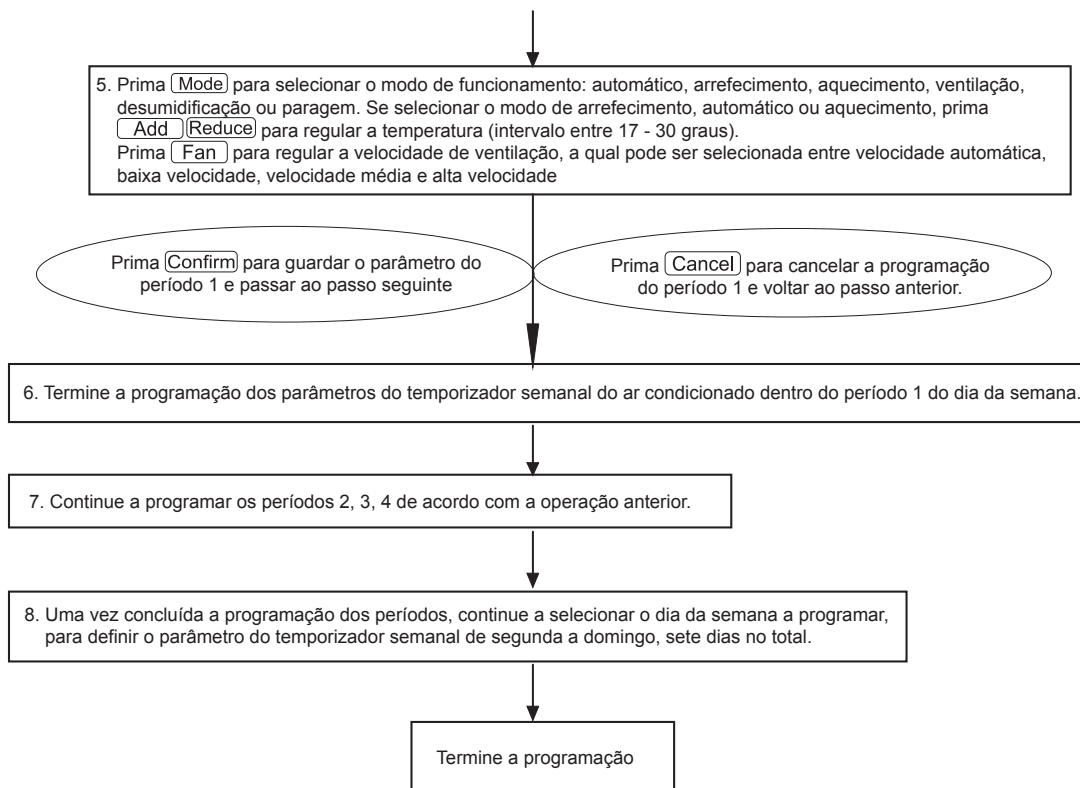 5. Prima Mode para selecionar o modo de funcionamento: automático, arrefecimento, aquecimento, ventilação,
desumidificação ou paragem. Se selecionar o modo de arrefecimento, automático ou aquecimento, prima
Add Reduce para regular a temperatura (intervalo entre 17 - 30 graus).
Prima Fan para regular a velocidade de ventilação, a qual pode ser selecionada entre velocidade automática,
baixa velocidade, velocidade média e alta velocidade
Prima Confirm para guardar o parâmetro do
período 1 e passar ao passo seguinte
Prima Cancel para cancelar a programação
do período 1 e voltar ao passo anterior.
6. Termine a programação dos parâmetros do temporizador semanal do ar condicionado dentro do período 1 do dia da semana.
7. Continue a programar os períodos 2, 3, 4 de acordo com a operação anterior.
8. Uma vez concluída a programação dos períodos, continue a selecionar o dia da semana a programar,
para definir o parâmetro do temporizador semanal de segunda a domingo, sete dias no total.
Termine a programação